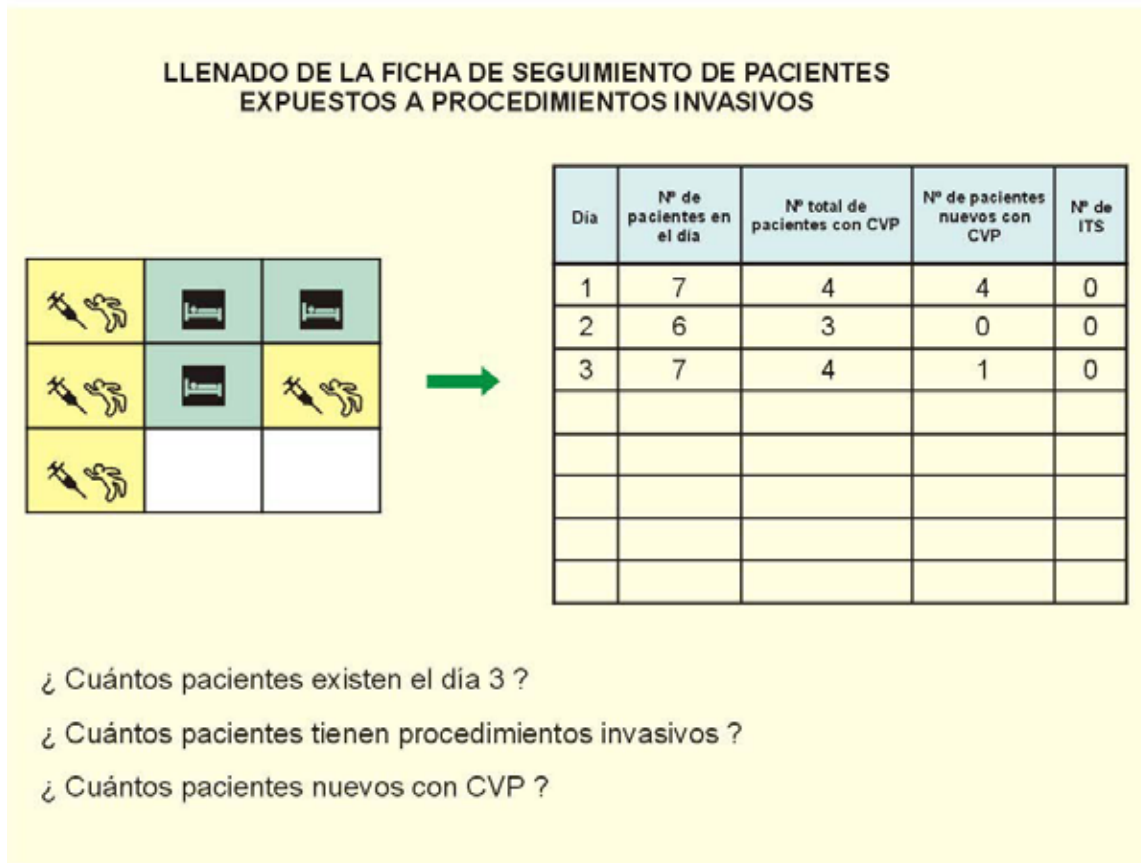 LLENADO DE LA FICHA DE SEGUIMIENTO DE PACIENTES
EXPUESTOS A PROCEDIMIENTOS INVASIVOS
Día
Nº de
pacientes en
el día
Nº total de
pacientes con CVP
Nº de pacientes
nuevos con
CVP
Nº de
ITS
1 7 4 4 0
2 6 3 0 0
3 7 4 1 0
¿ Cuántos pacientes existen el día 3 ?
¿ Cuántos pacientes tienen procedimientos invasivos ?
¿ Cuántos pacientes nuevos con CVP ?